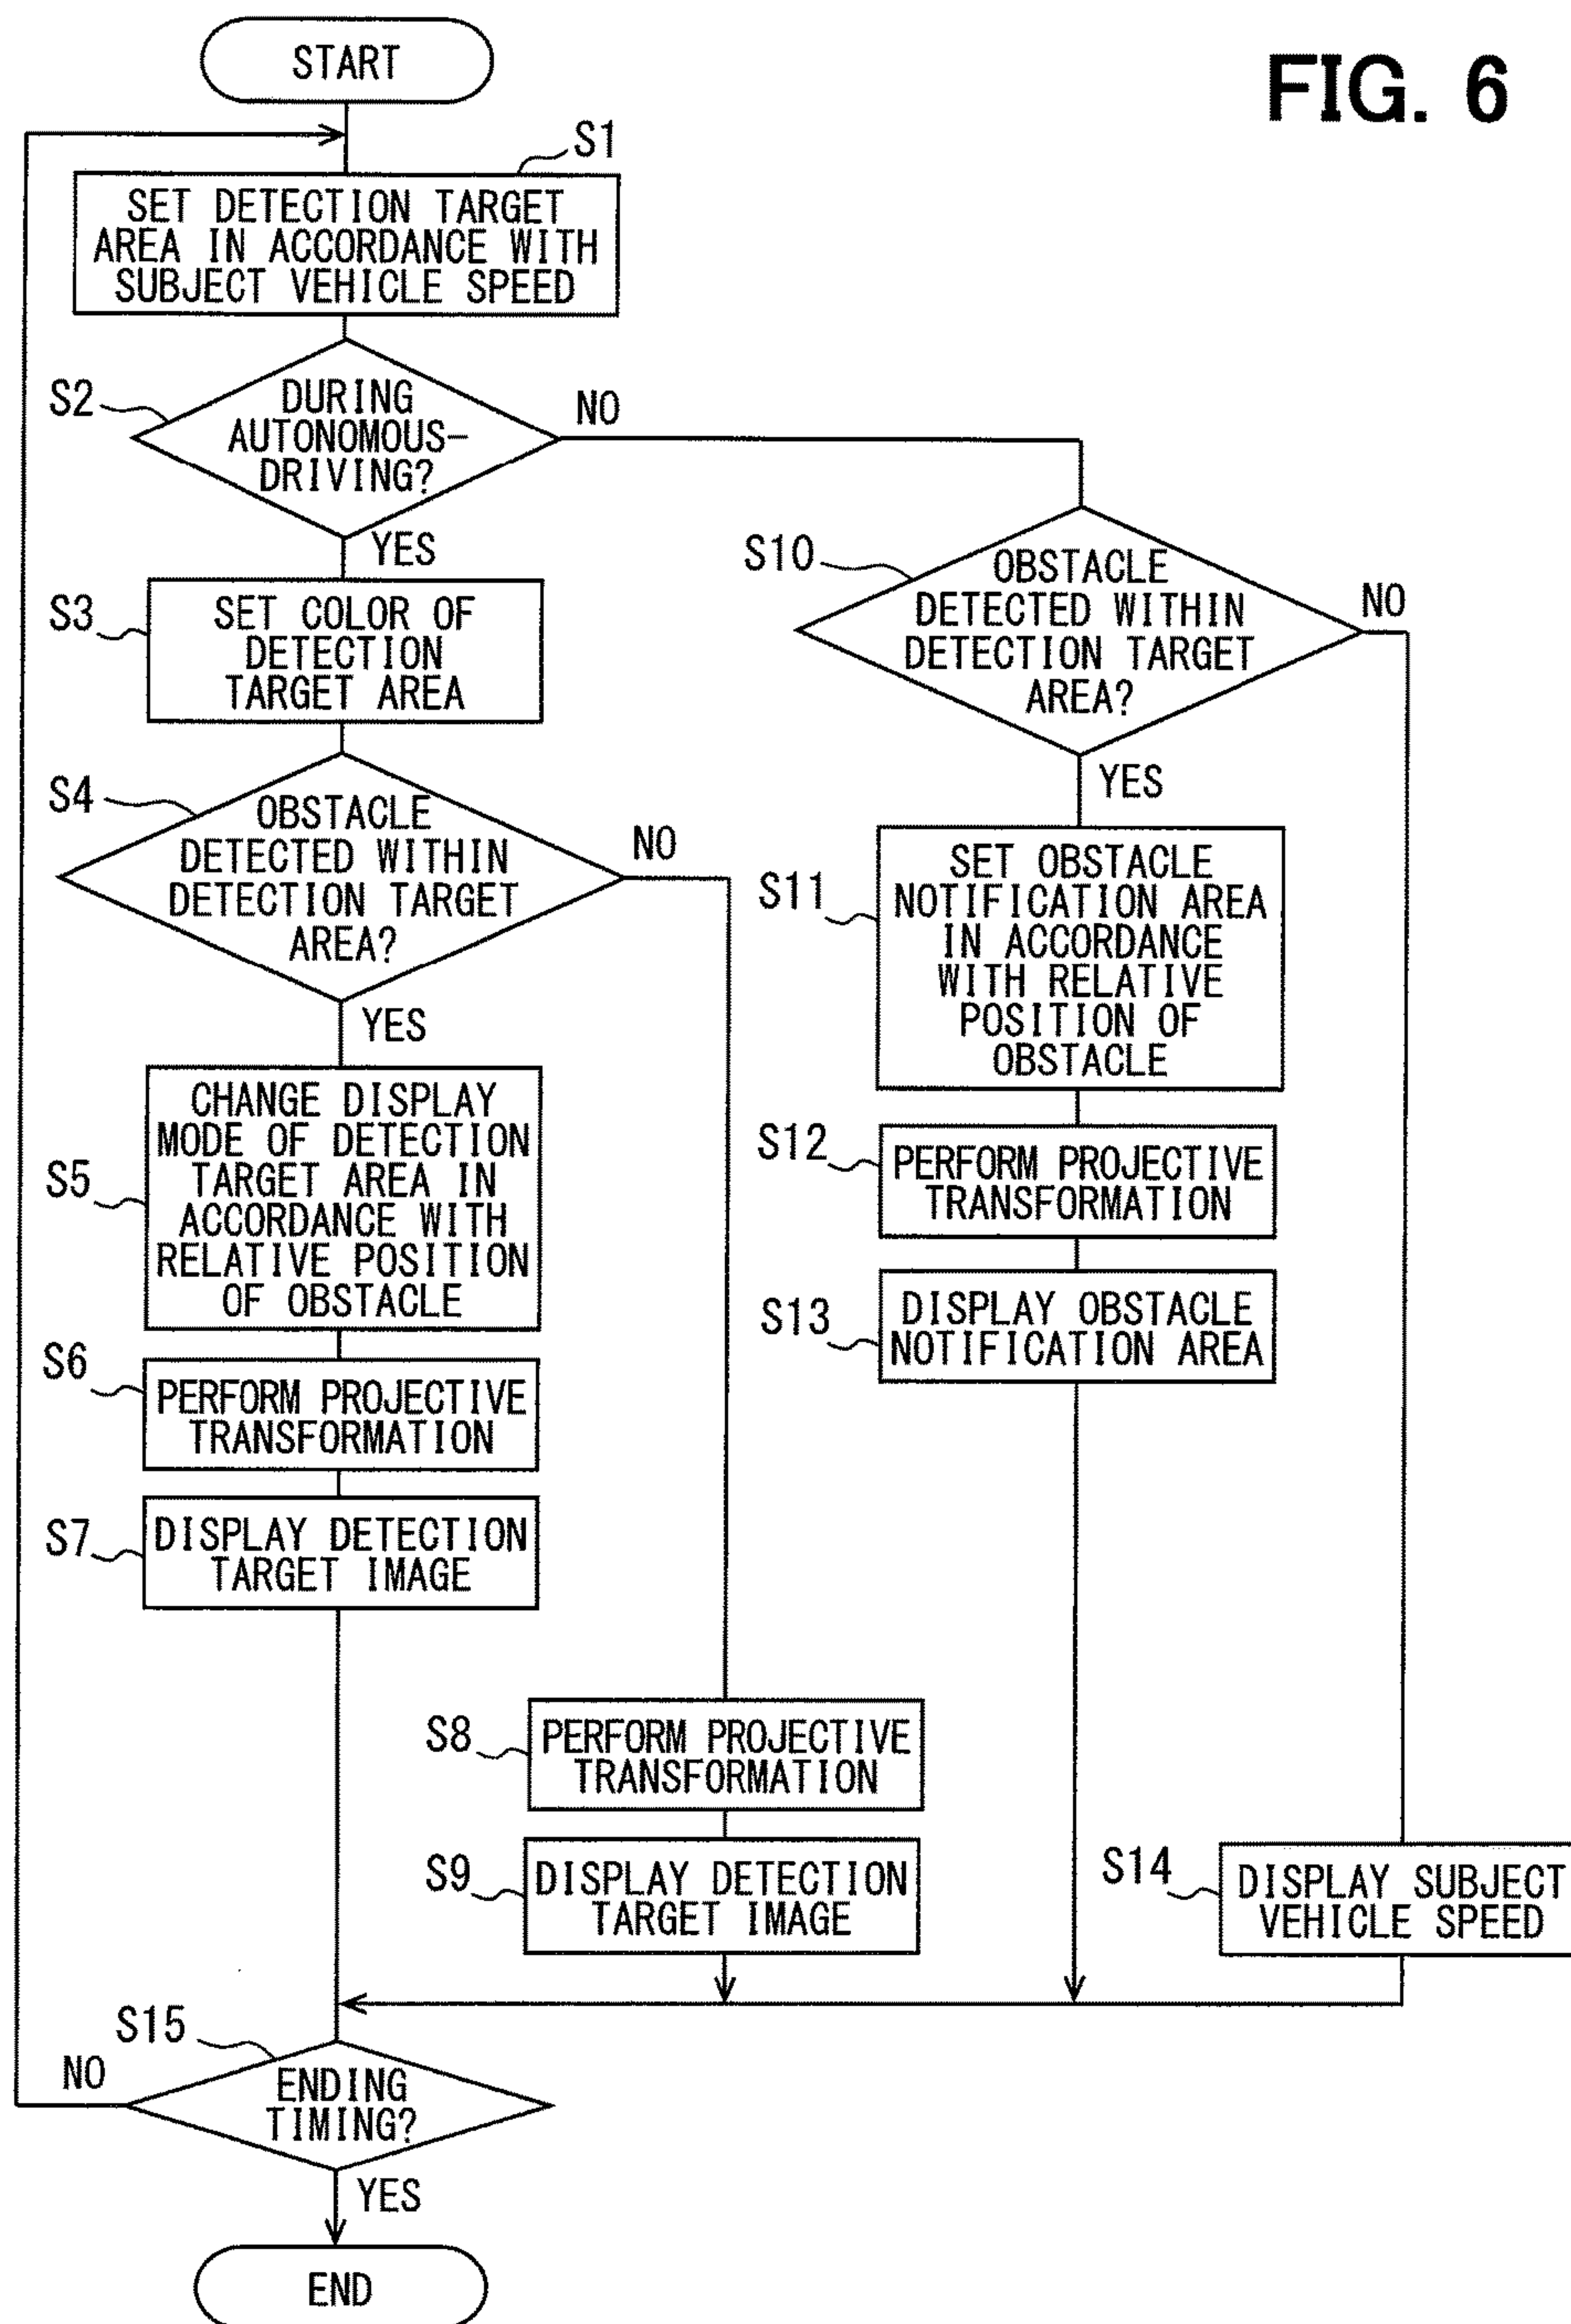 FIG. 6
START
S1
SET DETECTION TARGET
AREA IN ACCORDANCE WITH
SUBJECT VEHICLE SPEED
S2
DURING
AUTONOMOUS-
DRIVING?
NO
YES
S3
SET COLOR OF
DETECTION
TARGET AREA
S4
OBSTACLE
DETECTED WITHIN
DETECTION TARGET
AREA?
NO
YES
S5
CHANGE DISPLAY
MODE OF DETECTION
TARGET AREA IN
ACCORDANCE WITH
RELATIVE POSITION
OF OBSTACLE
S6
PERFORM PROJECTIVE
TRANSFORMATION
S7
DISPLAY DETECTION
TARGET IMAGE
S8
PERFORM PROJECTIVE
TRANSFORMATION
S9
DISPLAY DETECTION
TARGET IMAGE
S10
OBSTACLE
DETECTED WITHIN
DETECTION TARGET
AREA?
NO
YES
S11
SET OBSTACLE
NOTIFICATION AREA
IN ACCORDANCE
WITH RELATIVE
POSITION OF
OBSTACLE
S12
PERFORM PROJECTIVE
TRANSFORMATION
S13
DISPLAY OBSTACLE
NOTIFICATION AREA
S14
DISPLAY SUBJECT
VEHICLE SPEED
S15
ENDING
TIMING?
NO
YES
END